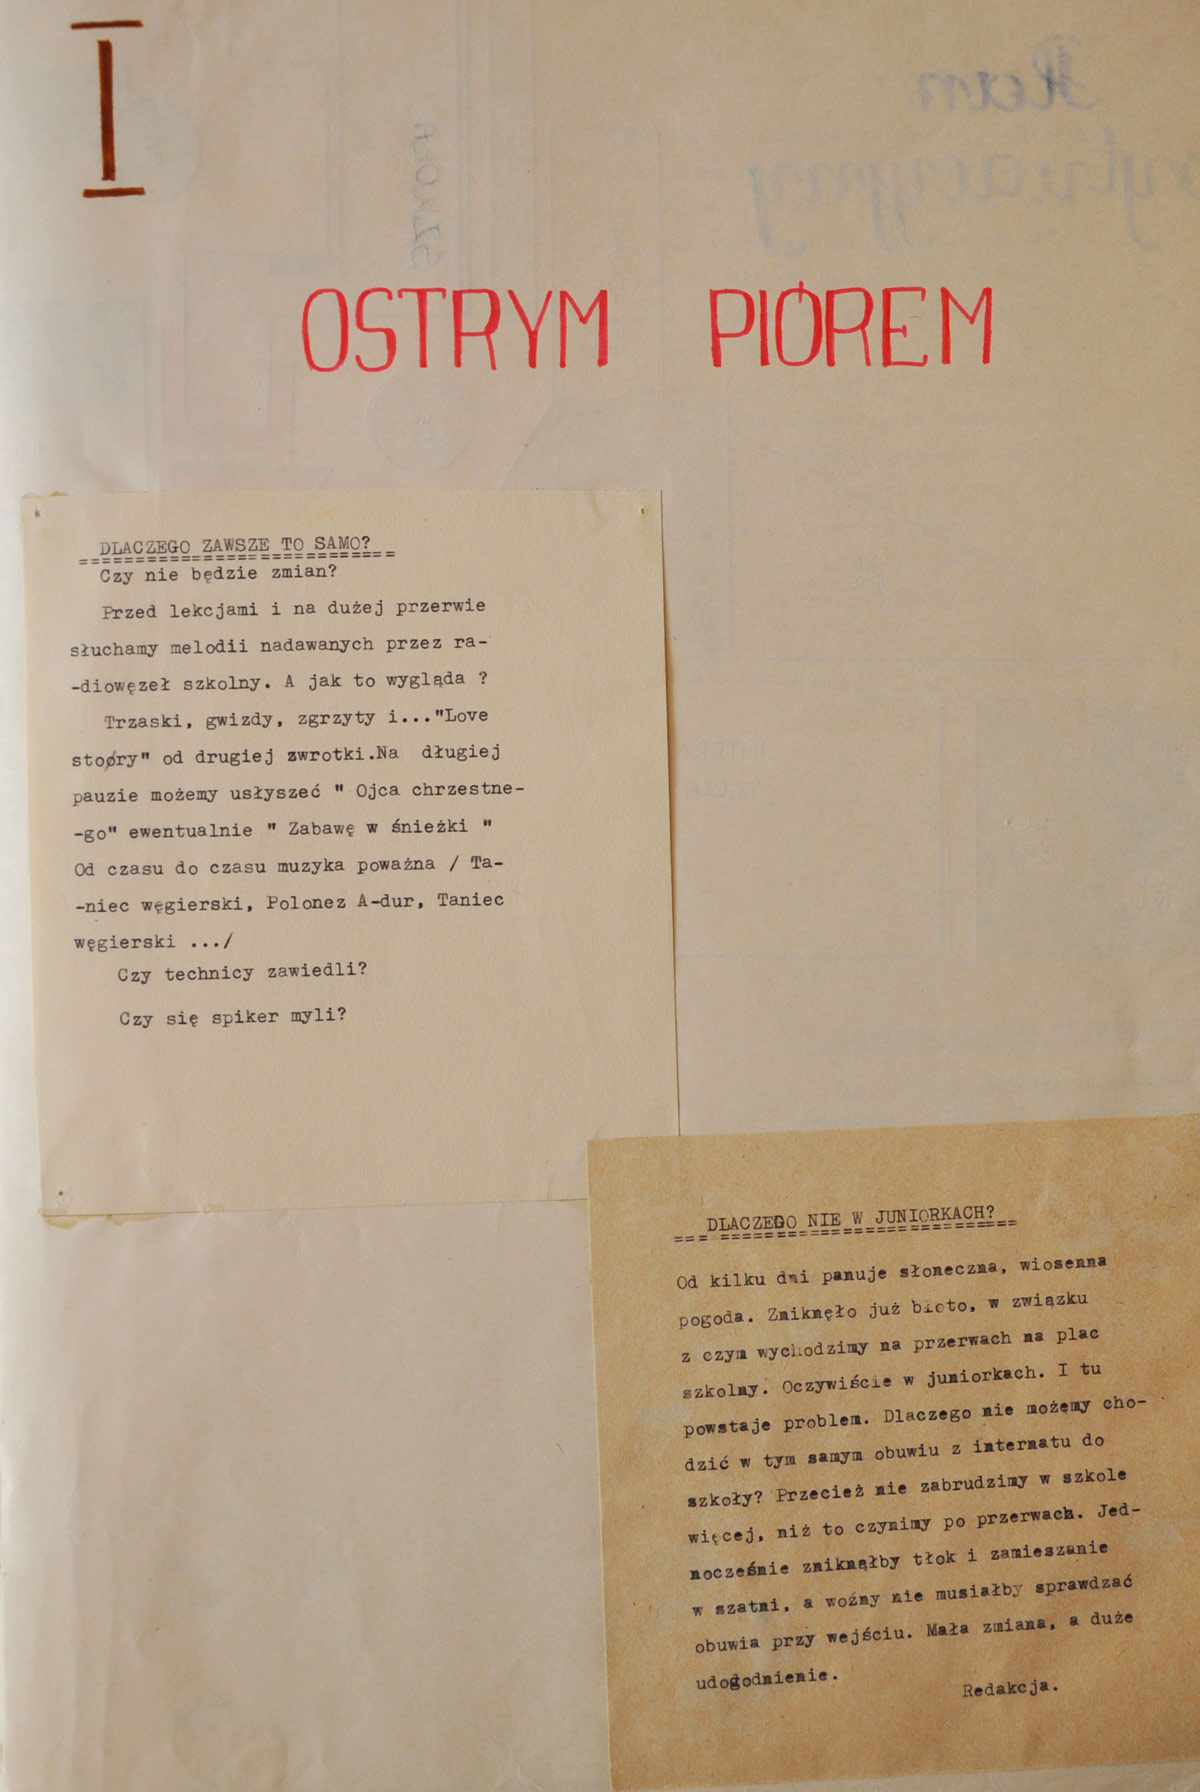 I
OSTRYM PIÓREM
DLACZEGO ZAWSZE TO SAMO?
Czy nie będzie zmian?
Przed lekcjami i na dużej przerwie
słuchamy melodii nadawanych przez ra-
-diowęzeł szkolny. A jak to wygląda ?
Trzaski, gwizdy, zgrzyty i..."Love
stoøry" od drugiej zwrotki.Na długiej
pauzie możemy usłyszeć " Ojca chrzestne-
-go" ewentualnie " Zabawę w śnieżki "
Od czasu do czasu muzyka poważna / Ta-
-niec węgierski, Polonez A-dur, Taniec
węgierski .../
Czy technicy zawiedli?
Czy się spiker myli?
DLACZEGO NIE W JUNIORKACH?
Od kilku dni panuje słoneczna, wiosenna
pogoda. Zniknęło już błoto, w związku
z czym wychodzimy na przerwach na plac
szkolny. Oczywiście w juniorkach. I tu
powstaje problem. Dlaczego nie możęmy cho-
dzić w tym samym obuwiu z internatu do
szkoły? Przecież nie zabrudzimy w szkole
więcej, niż to czynimy po przerwach. Jed-
nocześnie zniknąłby tłok i zamieszanie
w szatni, a woźny nie musiałby sprawdzać
obuwia przy wejściu. Mała zmiana, a duże
udogodnienie.
Redakcja.
SZKOŁA